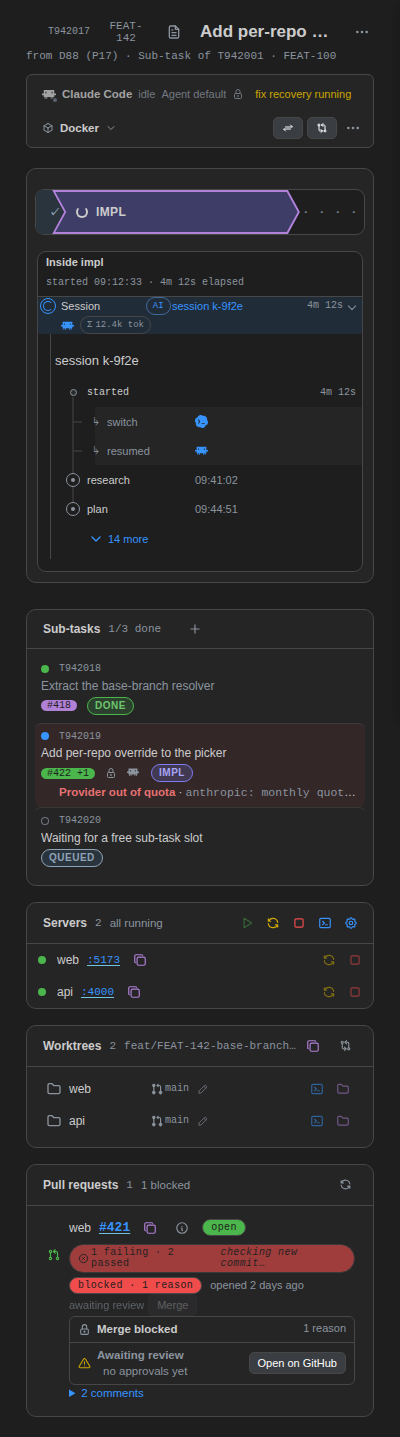 T942017 FEAT-142 Add per-repo … ···
from D88 (P17) · Sub-task of T942001 · FEAT-100
Claude Code idle Agent default fix recovery running
Docker ···
✓ IMPL · · · ·
Inside impl
started 09:12:33 · 4m 12s elapsed
Session AI session k-9f2e 4m 12s
Σ 12.4k tok
session k-9f2e
started 4m 12s
↳ switch
↳ resumed
research 09:41:02
plan 09:44:51
14 more
Sub-tasks 1/3 done +
T942018
Extract the base-branch resolver
#418 DONE
T942019
Add per-repo override to the picker
#422 +1 IMPL
Provider out of quota · anthropic: monthly quot…
T942020
Waiting for a free sub-task slot
QUEUED
Servers 2 all running
web :5173
api :4000
Worktrees 2 feat/FEAT-142-base-branch…
web main
api main
Pull requests 1 1 blocked
web #421 open
1 failing · 2 passed checking new commit…
blocked · 1 reason opened 2 days ago
awaiting review Merge
Merge blocked 1 reason
Awaiting review
no approvals yet Open on GitHub
2 comments